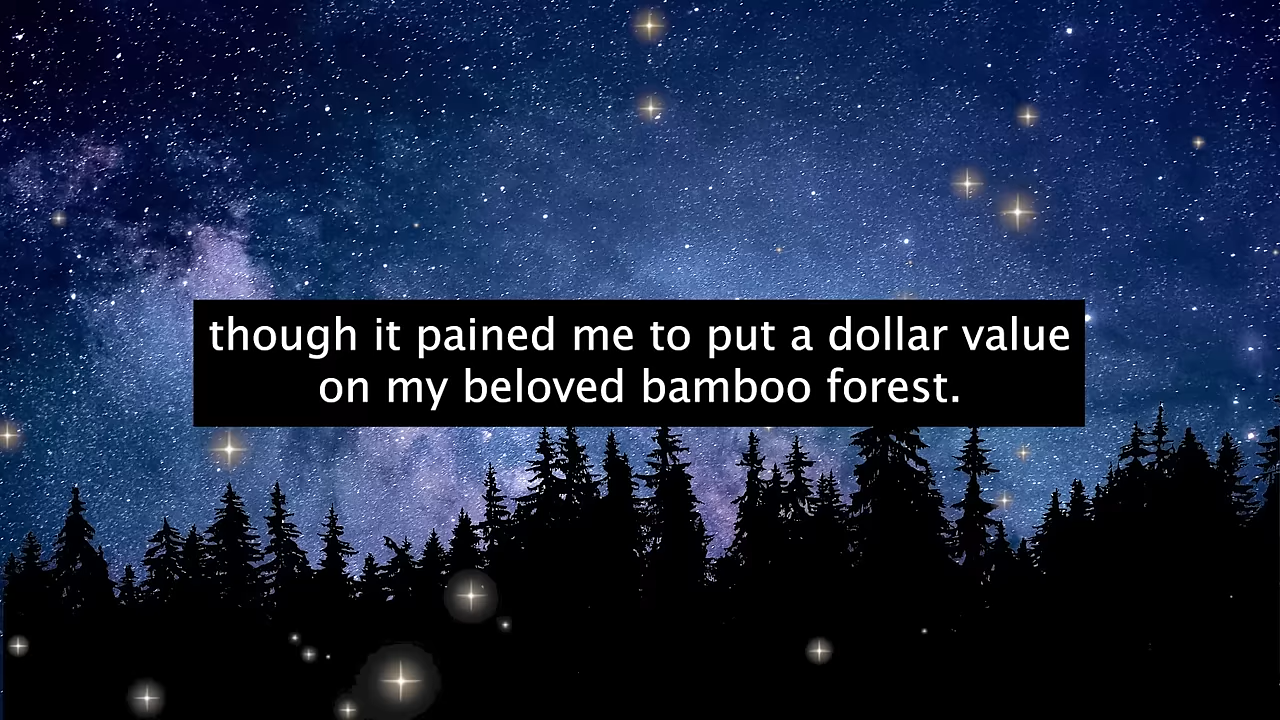 though it pained me to put a dollar value
on my beloved bamboo forest.